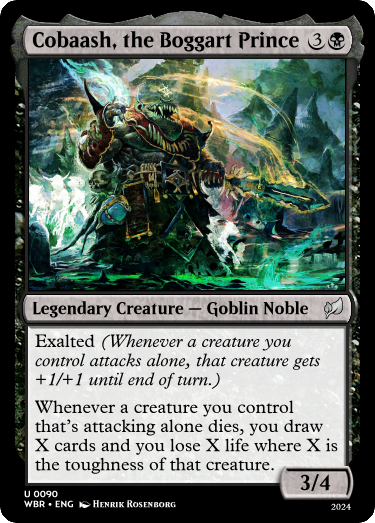 Cobaash, the Boggart Prince 3
Legendary Creature — Goblin Noble
Exalted (Whenever a creature you
control attacks alone, that creature gets
+1/+1 until end of turn.)
Whenever a creature you control
that's attacking alone dies, you draw
X cards and you lose X life where X is
the toughness of that creature.
3/4
U 0090
WBR • ENG Henrik Rosenborg
2024